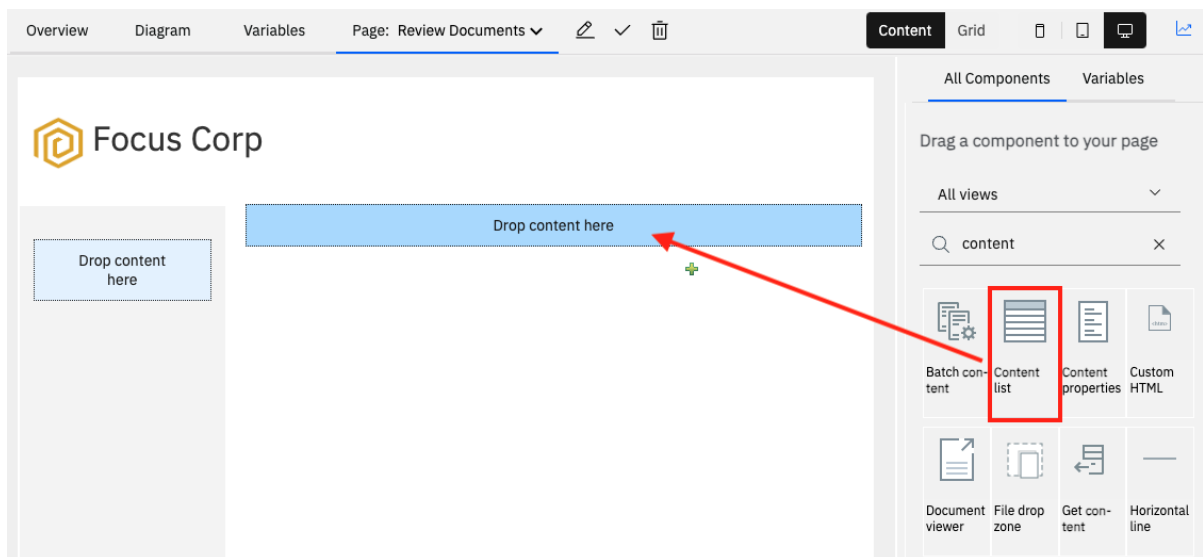 Overview Diagram Variables Page: Review Documents Content Grid
All Components Variables
Focus Corp
Drag a component to your page
All views
Drop content here
content
Drop content
here
Batch con-
tent
Content
list
Content
properties
Custom
HTML
Document
viewer
File drop
zone
Get con-
tent
Horizontal
line